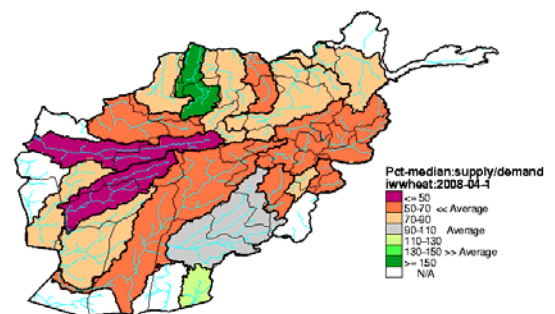 Pct-median:supply/demand
iwwheat:2008-04-1
<= 50
50-70 << Average
70-90
90-110 Average
110-130
130-150 >> Average
>= 150
N/A